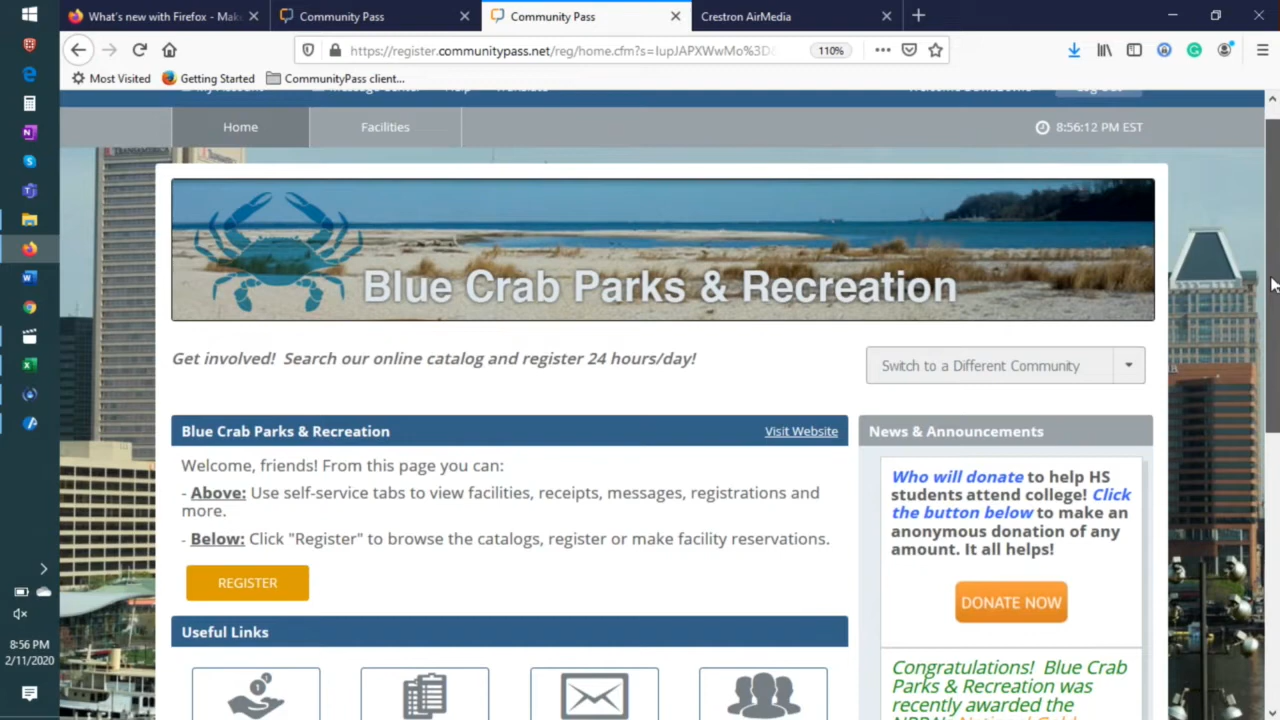 What's new with Firefox - Mak
Community Pass
Community Pass
Crestron AirMedia
https://register.communitypass.net/reg/home.cfm?s=IupJAPXWwMo%3D&
110%
Most Visited
Getting Started
CommunityPass client...
Home
Facilities
8:56:12 PM EST
Blue Crab Parks & Recreation
Get involved! Search our online catalog and register 24 hours/day!
Switch to a Different Community
Blue Crab Parks & Recreation
Visit Website
Welcome, friends! From this page you can:
- Above: Use self-service tabs to view facilities, receipts, messages, registrations and
more.
- Below: Click "Register" to browse the catalogs, register or make facility reservations.
REGISTER
Useful Links
News & Announcements
Who will donate to help HS
students attend college! Click
the button below to make an
anonymous donation of any
amount. It all helps!
DONATE NOW
Congratulations! Blue Crab
Parks & Recreation was
recently awarded the
8:56 PM
2/11/2020